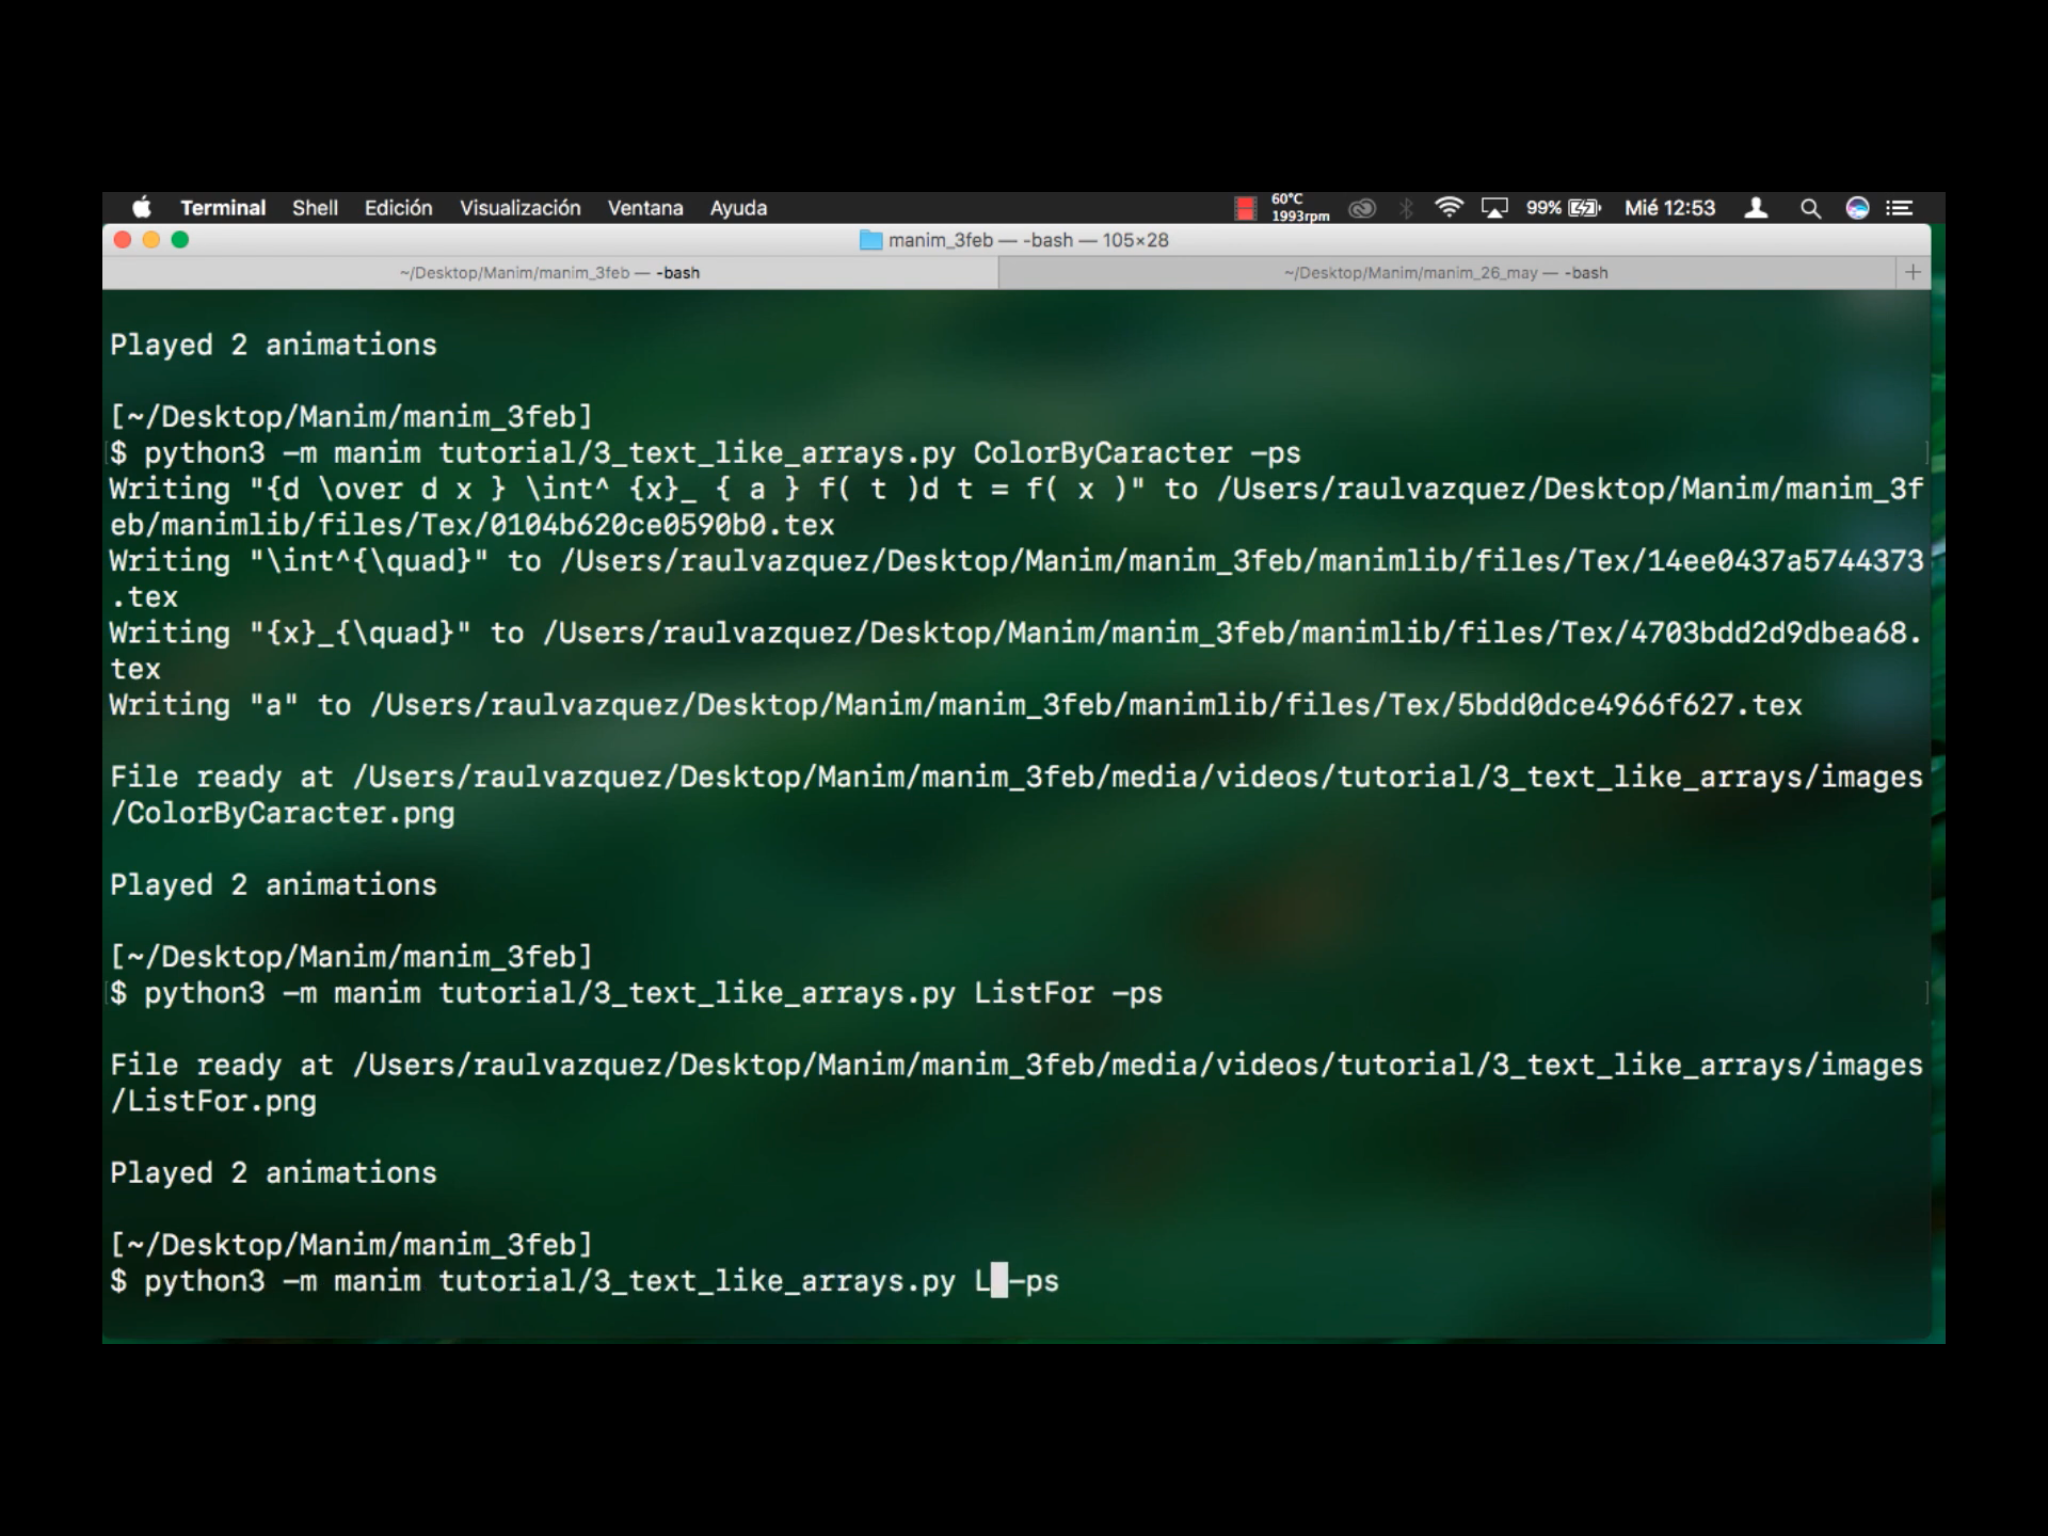 Terminal Shell Edición Visualización Ventana Ayuda 60°C 1993rpm 99% Mié 12:53
manim_3feb — -bash — 105×28
~/Desktop/Manim/manim_3feb — -bash ~/Desktop/Manim/manim_26_may — -bash +
Played 2 animations
[~/Desktop/Manim/manim_3feb]
[$ python3 -m manim tutorial/3_text_like_arrays.py ColorByCaracter -ps ]
Writing "{d \over d x } \int^ {x}_ { a } f( t )d t = f( x )" to /Users/raulvazquez/Desktop/Manim/manim_3f
eb/manimlib/files/Tex/0104b620ce0590b0.tex
Writing "\int^{\quad}" to /Users/raulvazquez/Desktop/Manim/manim_3feb/manimlib/files/Tex/14ee0437a5744373
.tex
Writing "{x}_{\quad}" to /Users/raulvazquez/Desktop/Manim/manim_3feb/manimlib/files/Tex/4703bdd2d9dbea68.
tex
Writing "a" to /Users/raulvazquez/Desktop/Manim/manim_3feb/manimlib/files/Tex/5bdd0dce4966f627.tex
File ready at /Users/raulvazquez/Desktop/Manim/manim_3feb/media/videos/tutorial/3_text_like_arrays/images
/ColorByCaracter.png
Played 2 animations
[~/Desktop/Manim/manim_3feb]
[$ python3 -m manim tutorial/3_text_like_arrays.py ListFor -ps ]
File ready at /Users/raulvazquez/Desktop/Manim/manim_3feb/media/videos/tutorial/3_text_like_arrays/images
/ListFor.png
Played 2 animations
[~/Desktop/Manim/manim_3feb]
$ python3 -m manim tutorial/3_text_like_arrays.py L -ps